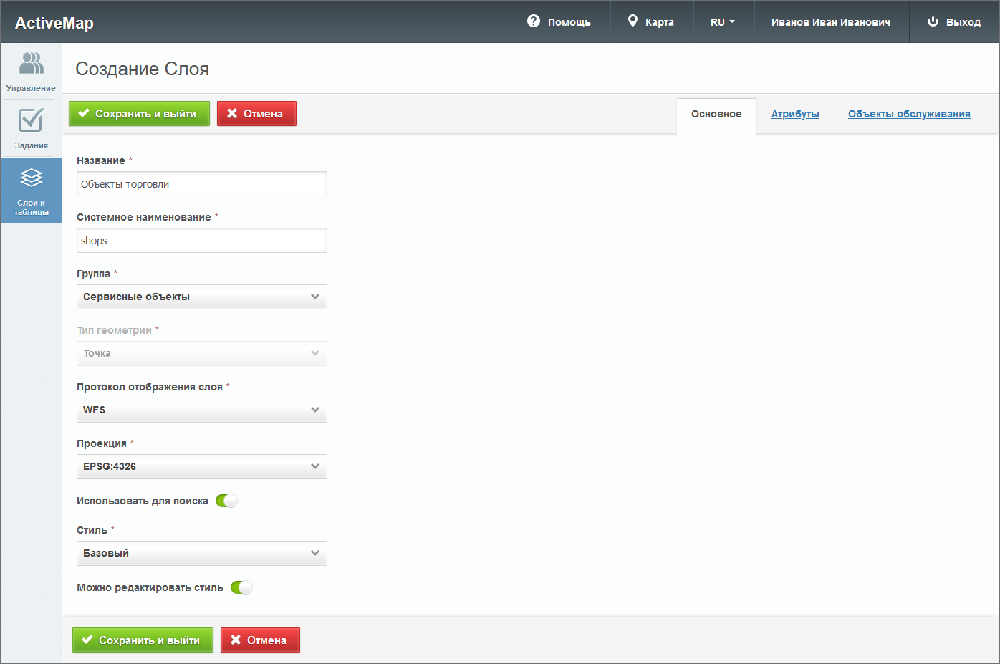 ActiveMap
Помощь
Карта
RU
Иванов Иван Иванович
Выход
Управление
Задания
Слои и
таблицы
Создание Слоя
Сохранить и выйти
Отмена
Основное
Атрибуты
Объекты обслуживания
Название *
Объекты торговли
Системное наименование *
shops
Группа *
Сервисные объекты
Тип геометрии *
Точка
Протокол отображения слоя *
WFS
Проекция *
EPSG:4326
Использовать для поиска
Стиль *
Базовый
Можно редактировать стиль
Сохранить и выйти
Отмена